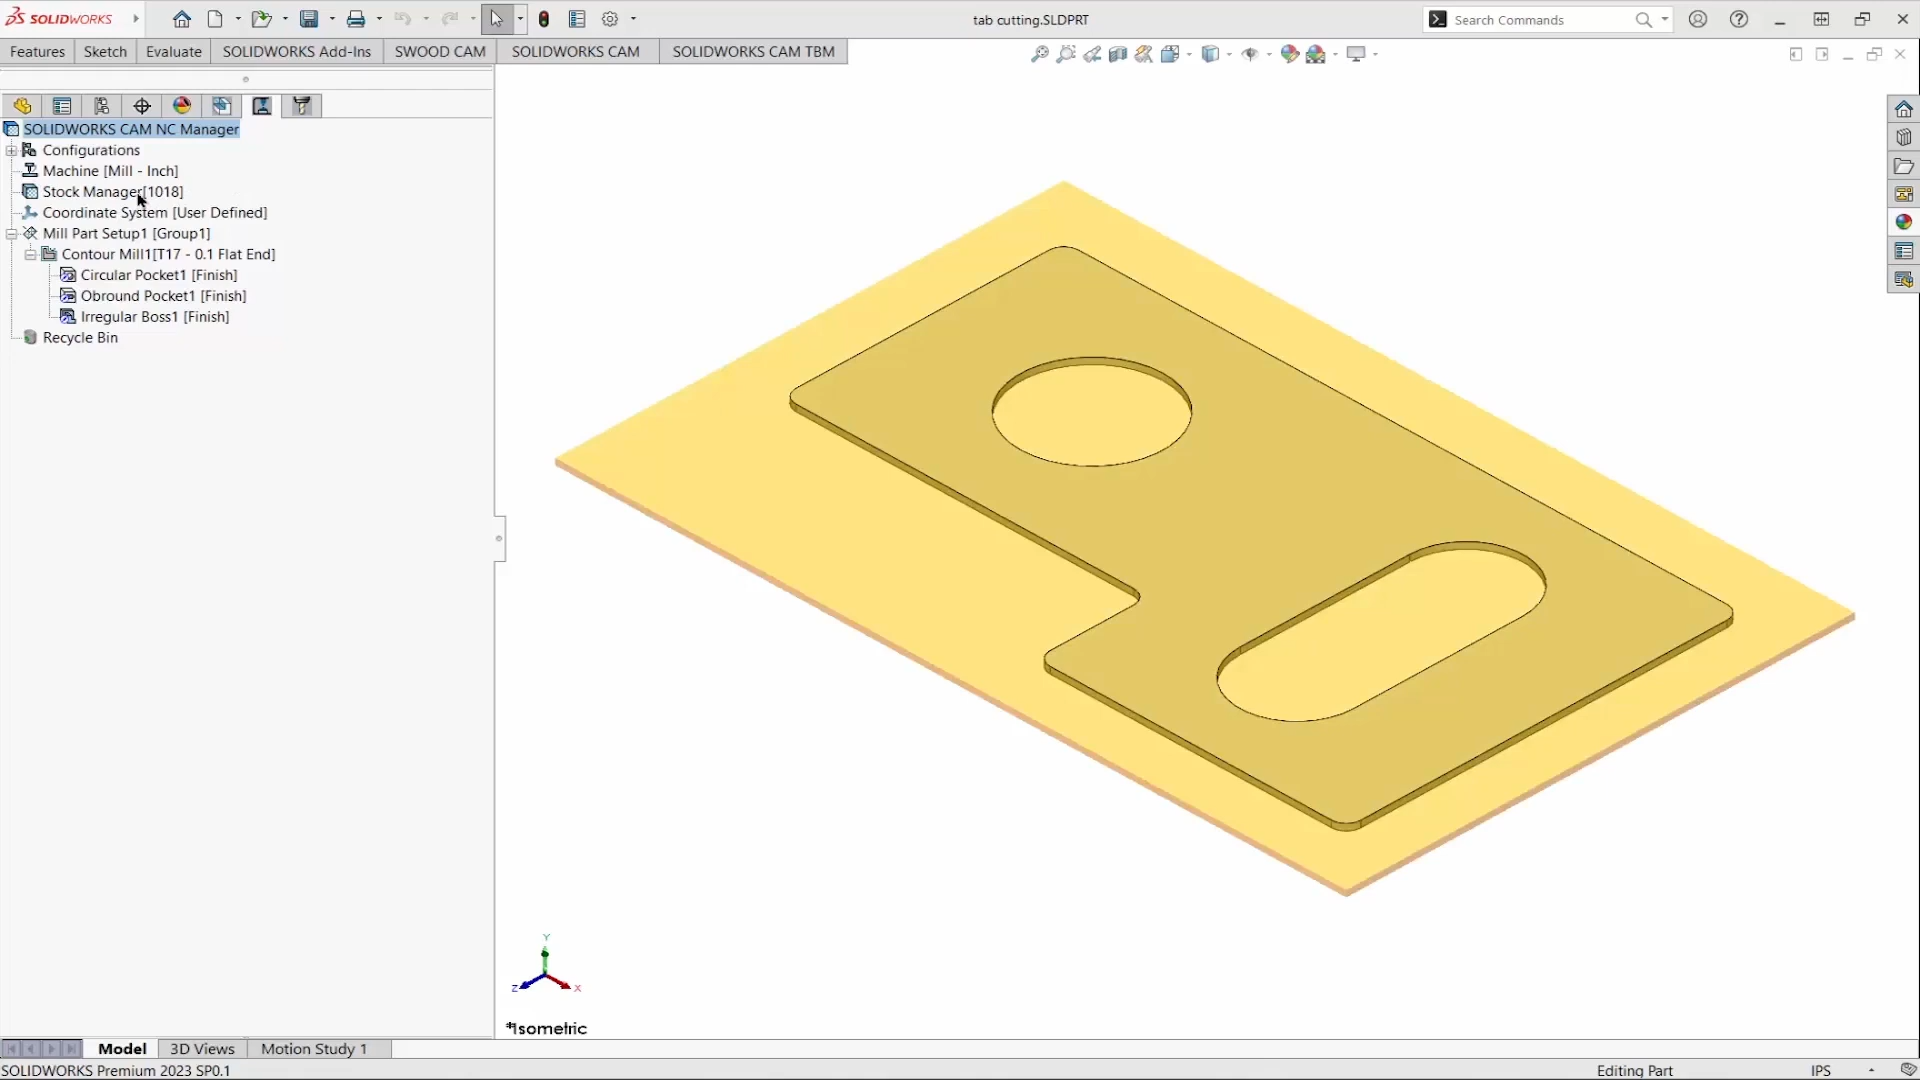 SOLIDWORKS
tab cutting.SLDPRT
Search Commands
Features
Sketch
Evaluate
SOLIDWORKS Add-Ins
SWOOD CAM
SOLIDWORKS CAM
SOLIDWORKS CAM TBM
SOLIDWORKS CAM NC Manager
Configurations
Machine [Mill - Inch]
Stock Manager[1018]
Coordinate System [User Defined]
Mill Part Setup1 [Group1]
Contour Mill1[T17 - 0.1 Flat End]
Circular Pocket1 [Finish]
Obround Pocket1 [Finish]
Irregular Boss1 [Finish]
Recycle Bin
Y
Z
X
*Isometric
Model
3D Views
Motion Study 1
SOLIDWORKS Premium 2023 SP0.1
Editing Part
IPS